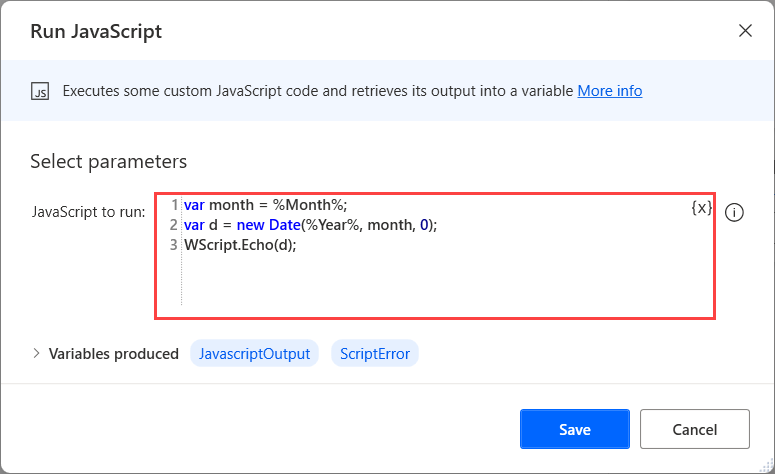 Run JavaScript
JS Executes some custom JavaScript code and retrieves its output into a variable More info
Select parameters
JavaScript to run:
1 var month = %Month%;
{x}
2 var d = new Date(%Year%, month, 0);
3 WScript.Echo(d);
Variables produced JavascriptOutput ScriptError
Save Cancel